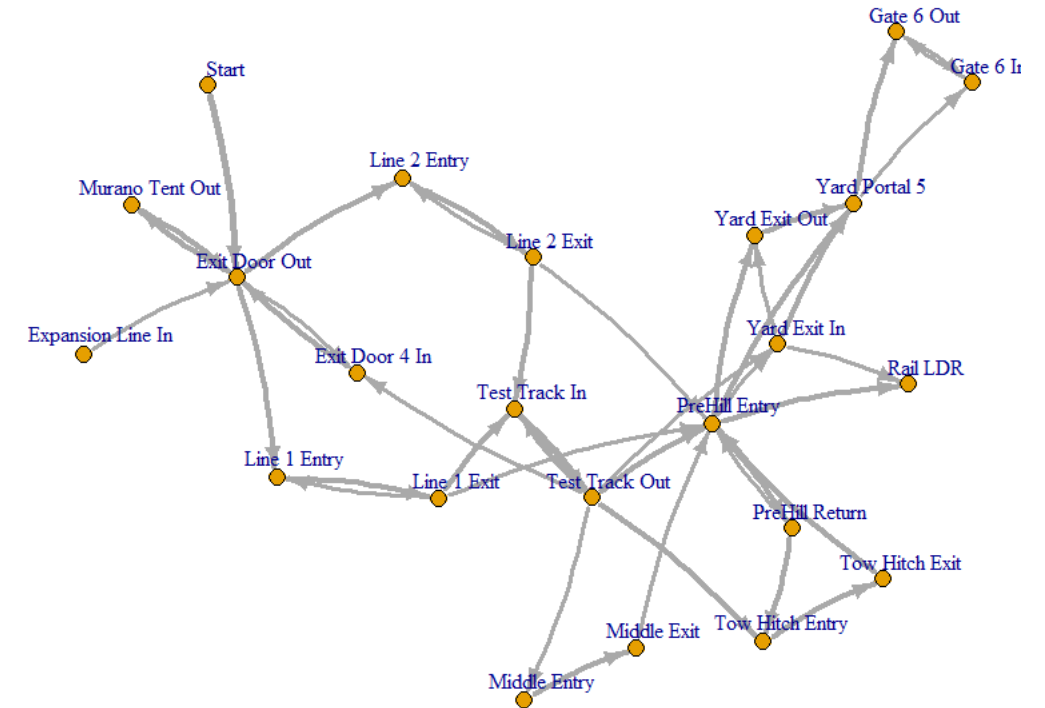 Gate 6 Out
Gate 6 In
Start
Line 2 Entry
Murano Tent Out
Yard Portal 5
Yard Exit Out
Line 2 Exit
Exit Door Out
Yard Exit In
Expansion Line In
Exit Door 4 In
Rail LDR
Test Track In
PreHill Entry
Line 1 Entry
Line 1 Exit
Test Track Out
PreHill Return
Tow Hitch Exit
Tow Hitch Entry
Middle Exit
Middle Entry